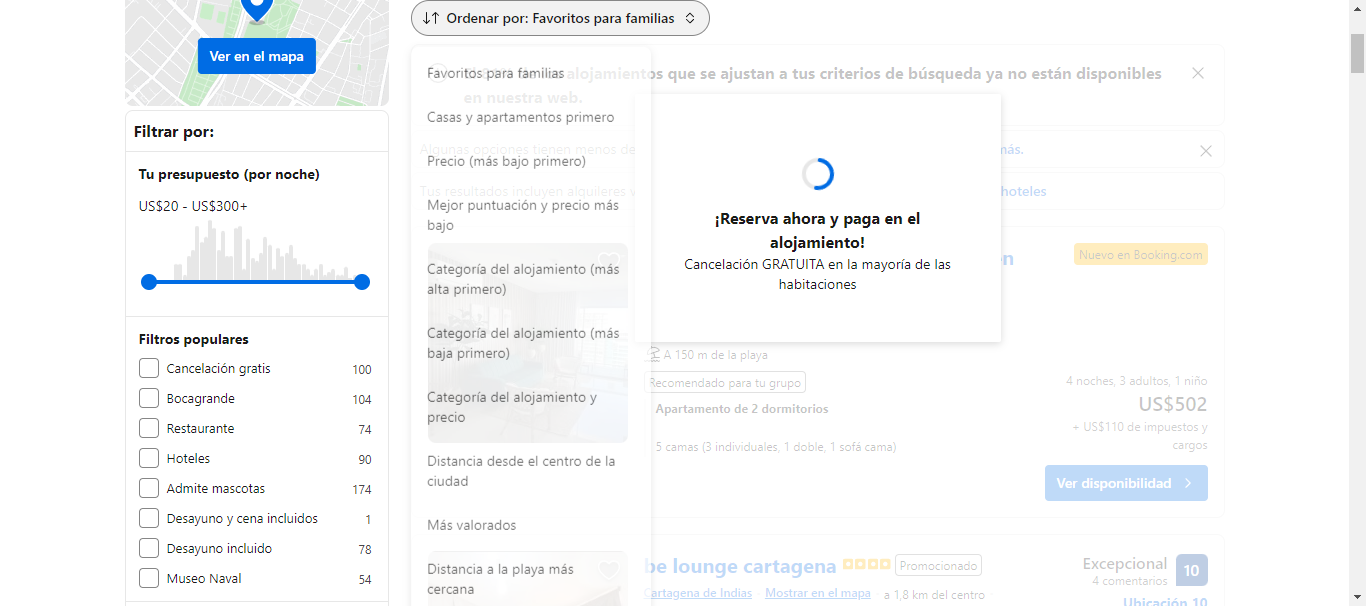 Ver en el mapa
Filtrar por:
Tu presupuesto (por noche)
US$20 - US$300+
Filtros populares
Cancelación gratis 100
Bocagrande 104
Restaurante 74
Hoteles 90
Admite mascotas 174
Desayuno y cena incluidos 1
Desayuno incluido 78
Museo Naval 54
Ordenar por: Favoritos para familias
Favoritos para familias
Casas y apartamentos primero
Precio (más bajo primero)
Mejor puntuación y precio más
bajo
Categoría del alojamiento (más
alta primero)
Categoría del alojamiento (más
baja primero)
Categoría del alojamiento y
precio
Distancia desde el centro de la
ciudad
Más valorados
Distancia a la playa más
cercana
alojamientos que se ajustan a tus criterios de búsqueda ya no están disponibles
en nuestra web.
Algunas opciones tienen menos de
más.
Tus resultados incluyen alquileres
hoteles
¡Reserva ahora y paga en el
alojamiento!
Cancelación GRATUITA en la mayoría de las
habitaciones
Nuevo en Booking.com
A 150 m de la playa
Recomendado para tu grupo
Apartamento de 2 dormitorios
5 camas (3 individuales, 1 doble, 1 sofá cama)
4 noches, 3 adultos, 1 niño
US$502
+ US$110 de impuestos y
cargos
Ver disponibilidad
be lounge cartagena Promocionado
Cartagena de Indias Mostrar en el mapa a 1,8 km del centro
Excepcional 10
4 comentarios
Ubicación 10